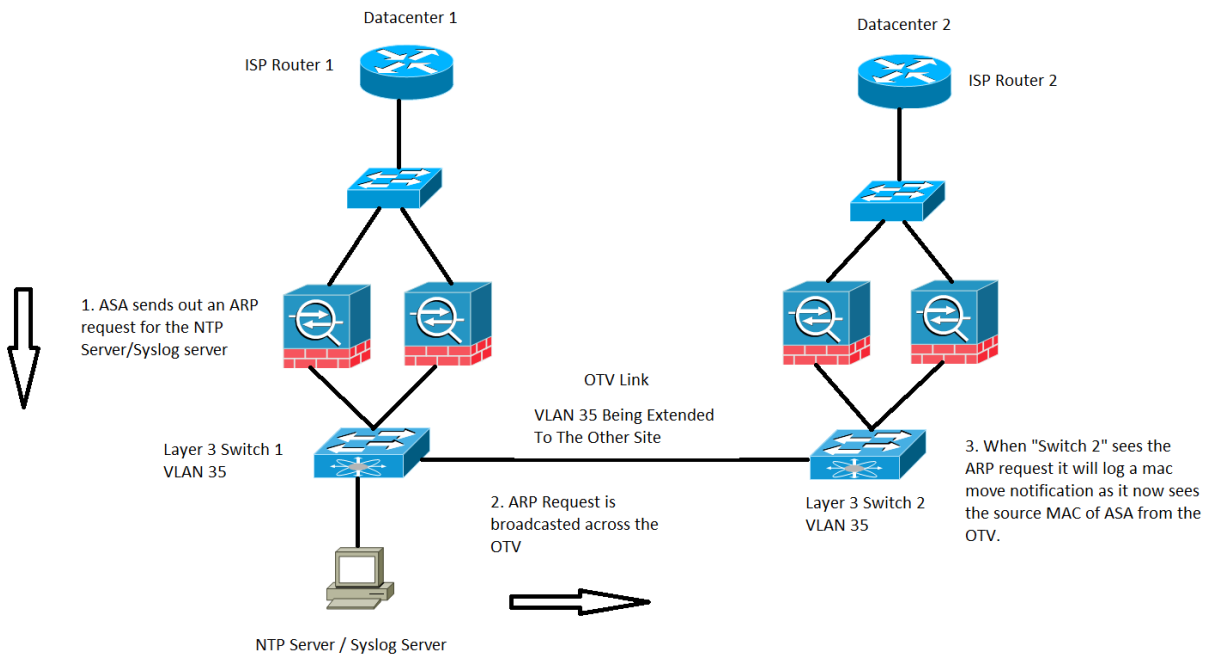 Datacenter 1
Datacenter 2
ISP Router 1
ISP Router 2
1. ASA sends out an ARP
request for the NTP
Server/Syslog server
OTV Link
VLAN 35 Being Extended
To The Other Site
Layer 3 Switch 1
VLAN 35
2. ARP Request is
broadcasted across the
OTV
Layer 3 Switch 2
VLAN 35
3. When "Switch 2" sees the
ARP request it will log a mac
move notification as it now sees
the source MAC of ASA from the
OTV.
NTP Server / Syslog Server